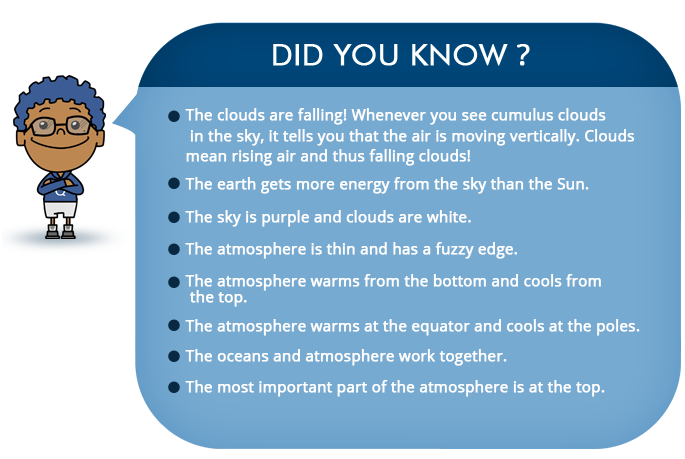 DID YOU KNOW ?
● The clouds are falling! Whenever you see cumulus clouds
in the sky, it tells you that the air is moving vertically. Clouds
mean rising air and thus falling clouds!
● The earth gets more energy from the sky than the Sun.
● The sky is purple and clouds are white.
● The atmosphere is thin and has a fuzzy edge.
● The atmosphere warms from the bottom and cools from
the top.
● The atmosphere warms at the equator and cools at the poles.
● The oceans and atmosphere work together.
● The most important part of the atmosphere is at the top.